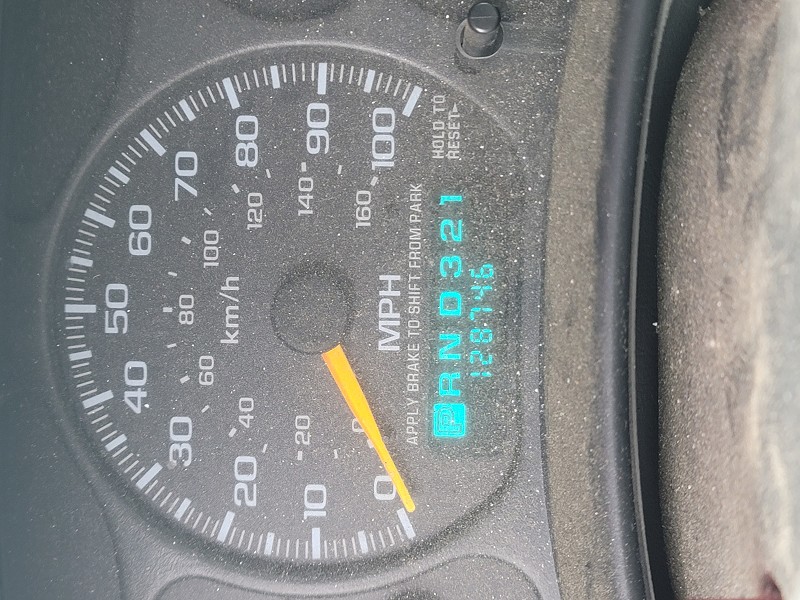 0 10 20 30 40 50 60 70 80 90 100
20 40 60 80 100 120 140 160
km/h
MPH
APPLY BRAKE TO SHIFT FROM PARK
HOLD TO
RESET
P R N D 3 2 1
128746